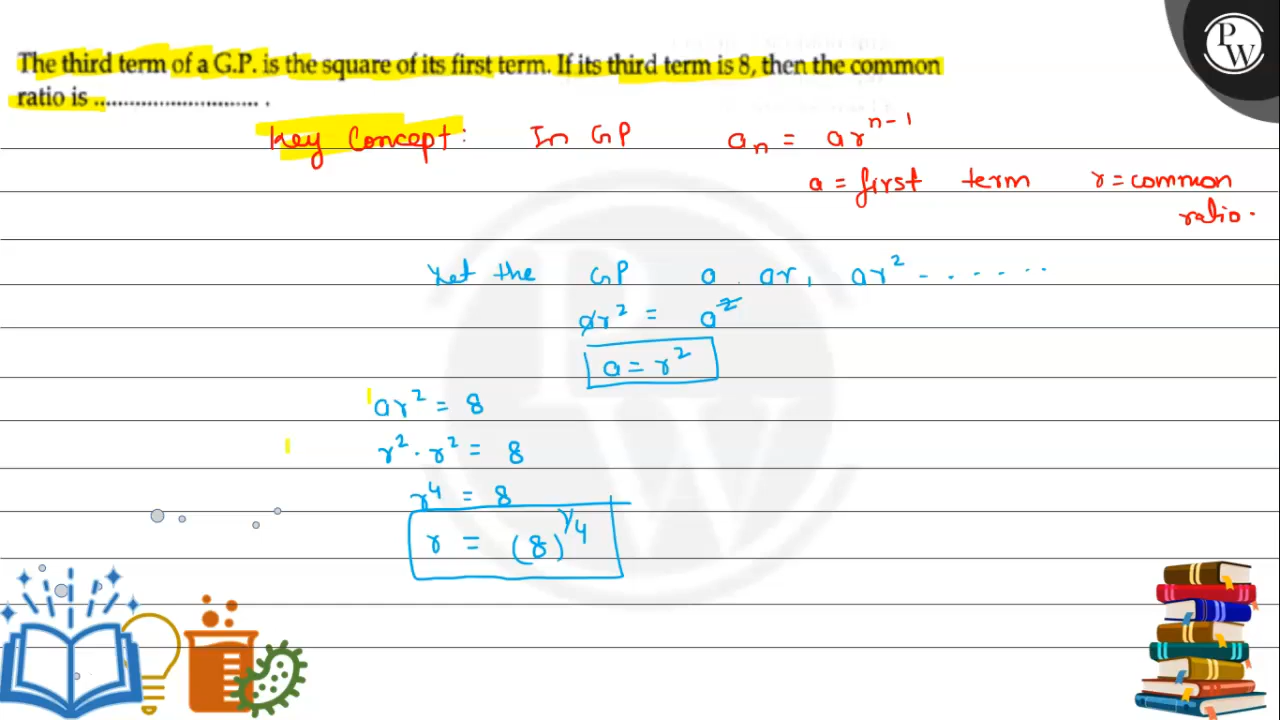 PW
The third term of a G.P. is the square of its first term. If its third term is 8, then the common
ratio is ............................ .
Key Concept: In GP aₙ = arⁿ⁻¹
a = first term r = common
ratio.
Let the GP a, ar, ar² .......
ar² = a²
a = r²
ar² = 8
r² · r² = 8
r⁴ = 8
r = (8)^1/4